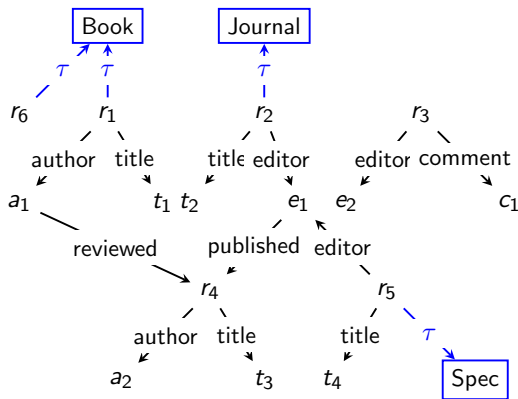 Book Journal
τ τ τ
r6 r1 r2 r3
author title title editor editor comment
a1 t1 t2 e1 e2 c1
reviewed published editor
r4 r5
author title title τ
a2 t3 t4 Spec